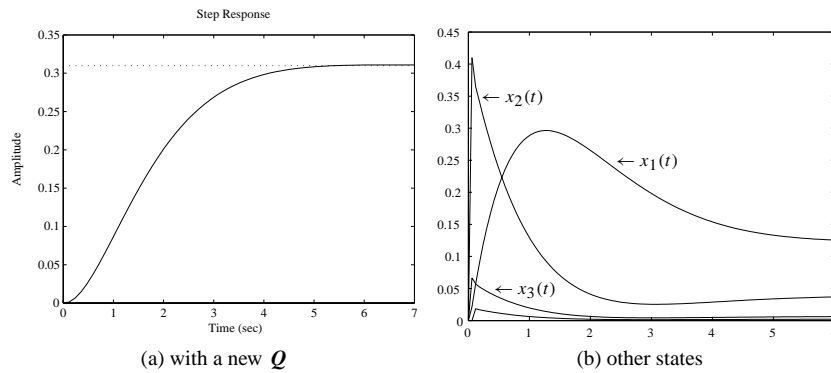 Step Response
0.35
0.3
0.25
0.2
0.15
0.1
0.05
0
Amplitude
0 1 2 3 4 5 6 7
Time (sec)
(a) with a new Q
0.45
0.4
0.35
0.3
0.25
0.2
0.15
0.1
0.05
0
← x₂(t)
← x₁(t)
← x₃(t)
0 1 2 3 4 5
(b) other states